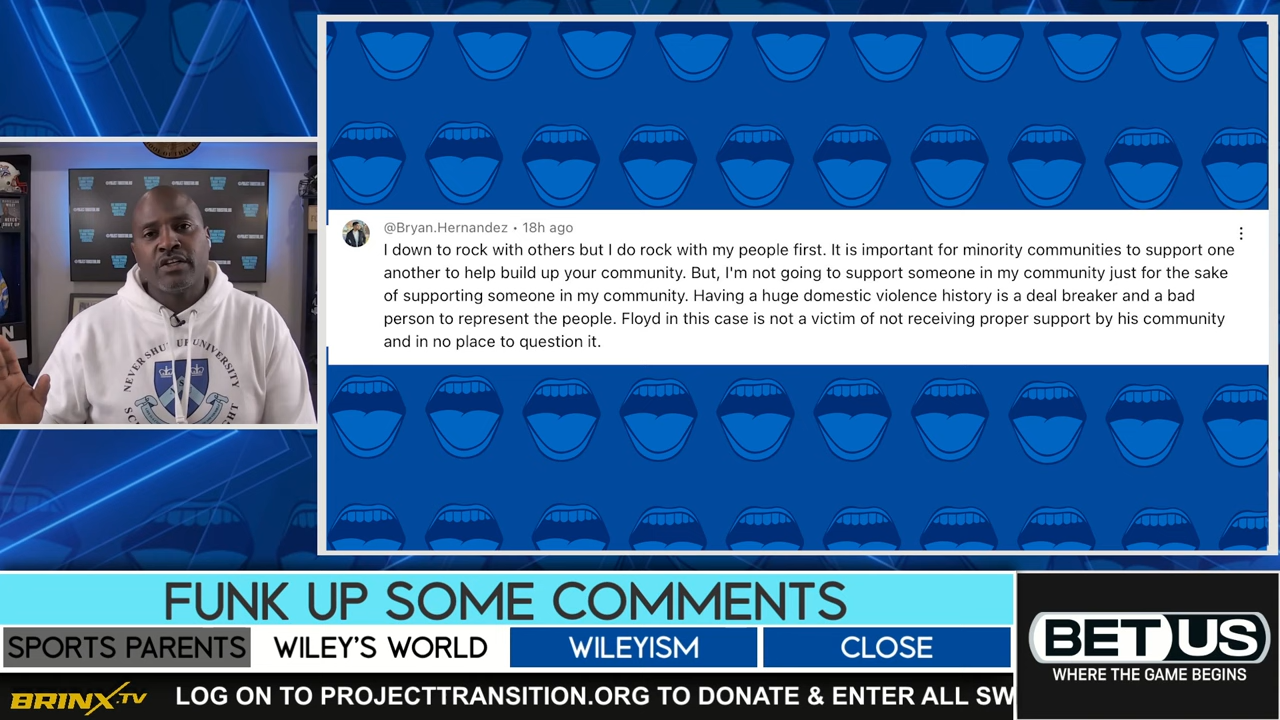 @Bryan.Hernandez • 18h ago
I down to rock with others but I do rock with my people first. It is important for minority communities to support one
another to help build up your community. But, I'm not going to support someone in my community just for the sake
of supporting someone in my community. Having a huge domestic violence history is a deal breaker and a bad
person to represent the people. Floyd in this case is not a victim of not receiving proper support by his community
and in no place to question it.
NEVER SHUT UP UNIVERSITY
FUNK UP SOME COMMENTS
SPORTS PARENTS
WILEY'S WORLD
WILEYISM
CLOSE
BETUS
WHERE THE GAME BEGINS
BRINX.TV
LOG ON TO PROJECTTRANSITION.ORG TO DONATE & ENTER ALL SW